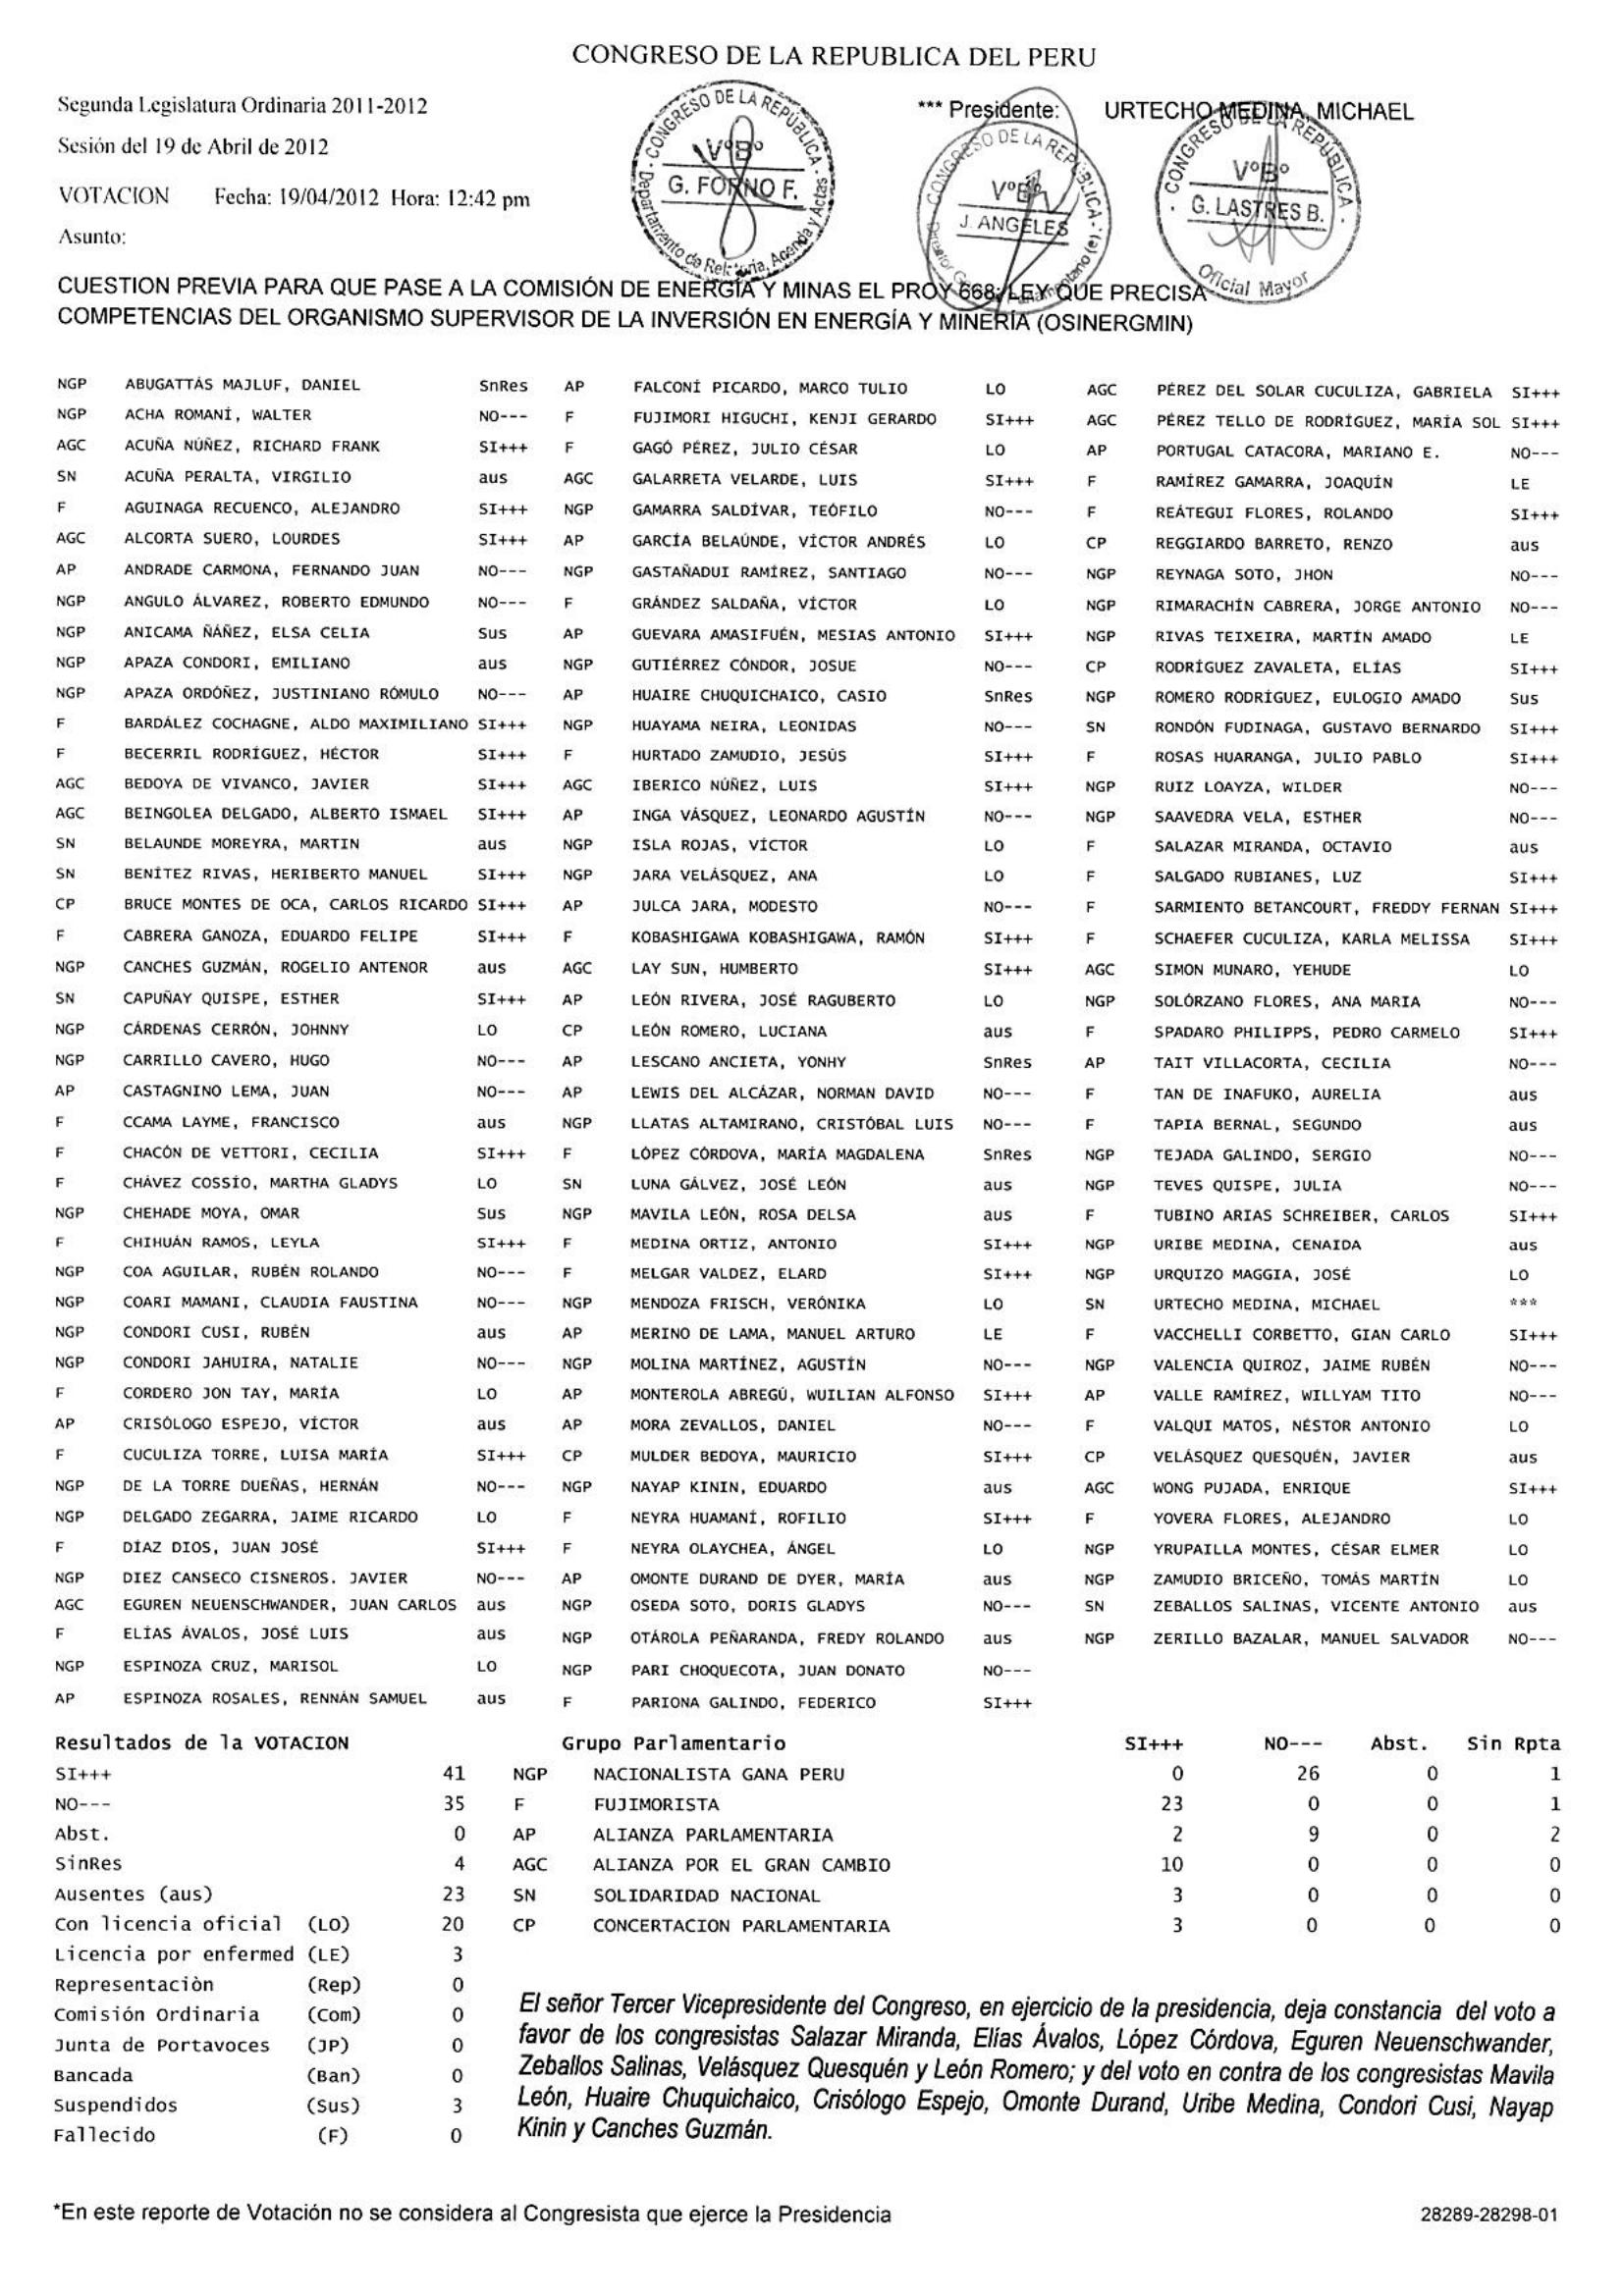 CONGRESO DE LA REPUBLICA DEL PERU
Segunda Legislatura Ordinaria 2011-2012
*** Presidente: URTECHO MEDINA, MICHAEL
Sesión del 19 de Abril de 2012
VOTACION Fecha: 19/04/2012 Hora: 12:42 pm
Asunto:
CONGRESO DE LA REPÚBLICA
VºBº
G. FORNO F.
Departamento de Relatoría, Agenda y Actas
CONGRESO DE LA REPÚBLICA
VºBº
J. ANGELES
CONGRESO DE LA REPÚBLICA
VºBº
G. LASTRES B.
Oficial Mayor
CUESTION PREVIA PARA QUE PASE A LA COMISIÓN DE ENERGÍA Y MINAS EL PROY 668; LEY QUE PRECISA
COMPETENCIAS DEL ORGANISMO SUPERVISOR DE LA INVERSIÓN EN ENERGÍA Y MINERÍA (OSINERGMIN)
NGP ABUGATTÁS MAJLUF, DANIEL SnRes AP FALCONÍ PICARDO, MARCO TULIO LO AGC PÉREZ DEL SOLAR CUCULIZA, GABRIELA SI+++
NGP ACHA ROMANÍ, WALTER NO--- F FUJIMORI HIGUCHI, KENJI GERARDO SI+++ AGC PÉREZ TELLO DE RODRÍGUEZ, MARÍA SOL SI+++
AGC ACUÑA NÚÑEZ, RICHARD FRANK SI+++ F GAGÓ PÉREZ, JULIO CÉSAR LO AP PORTUGAL CATACORA, MARIANO E. NO---
SN ACUÑA PERALTA, VIRGILIO aus AGC GALARRETA VELARDE, LUIS SI+++ F RAMÍREZ GAMARRA, JOAQUÍN LE
F AGUINAGA RECUENCO, ALEJANDRO SI+++ NGP GAMARRA SALDÍVAR, TEÓFILO NO--- F REÁTEGUI FLORES, ROLANDO SI+++
AGC ALCORTA SUERO, LOURDES SI+++ AP GARCÍA BELAÚNDE, VÍCTOR ANDRÉS LO CP REGGIARDO BARRETO, RENZO aus
AP ANDRADE CARMONA, FERNANDO JUAN NO--- NGP GASTAÑADUI RAMÍREZ, SANTIAGO NO--- NGP REYNAGA SOTO, JHON NO---
NGP ANGULO ÁLVAREZ, ROBERTO EDMUNDO NO--- F GRÁNDEZ SALDAÑA, VÍCTOR LO NGP RIMARACHÍN CABRERA, JORGE ANTONIO NO---
NGP ANICAMA ÑÁÑEZ, ELSA CELIA Sus AP GUEVARA AMASIFUÉN, MESIAS ANTONIO SI+++ NGP RIVAS TEIXEIRA, MARTÍN AMADO LE
NGP APAZA CONDORI, EMILIANO aus NGP GUTIÉRREZ CÓNDOR, JOSUE NO--- CP RODRÍGUEZ ZAVALETA, ELÍAS SI+++
NGP APAZA ORDÓÑEZ, JUSTINIANO RÓMULO NO--- AP HUAIRE CHUQUICHAICO, CASIO SnRes NGP ROMERO RODRÍGUEZ, EULOGIO AMADO Sus
F BARDÁLEZ COCHAGNE, ALDO MAXIMILIANO SI+++ NGP HUAYAMA NEIRA, LEONIDAS NO--- SN RONDÓN FUDINAGA, GUSTAVO BERNARDO SI+++
F BECERRIL RODRÍGUEZ, HÉCTOR SI+++ F HURTADO ZAMUDIO, JESÚS SI+++ F ROSAS HUARANGA, JULIO PABLO SI+++
AGC BEDOYA DE VIVANCO, JAVIER SI+++ AGC IBERICO NÚÑEZ, LUIS SI+++ NGP RUIZ LOAYZA, WILDER NO---
AGC BEINGOLEA DELGADO, ALBERTO ISMAEL SI+++ AP INGA VÁSQUEZ, LEONARDO AGUSTÍN NO--- NGP SAAVEDRA VELA, ESTHER NO---
SN BELAUNDE MOREYRA, MARTIN aus NGP ISLA ROJAS, VÍCTOR LO F SALAZAR MIRANDA, OCTAVIO aus
SN BENÍTEZ RIVAS, HERIBERTO MANUEL SI+++ NGP JARA VELÁSQUEZ, ANA LO F SALGADO RUBIANES, LUZ SI+++
CP BRUCE MONTES DE OCA, CARLOS RICARDO SI+++ AP JULCA JARA, MODESTO NO--- F SARMIENTO BETANCOURT, FREDDY FERNAN SI+++
F CABRERA GANOZA, EDUARDO FELIPE SI+++ F KOBASHIGAWA KOBASHIGAWA, RAMÓN SI+++ F SCHAEFER CUCULIZA, KARLA MELISSA SI+++
NGP CANCHES GUZMÁN, ROGELIO ANTENOR aus AGC LAY SUN, HUMBERTO SI+++ AGC SIMON MUNARO, YEHUDE LO
SN CAPUÑAY QUISPE, ESTHER SI+++ AP LEÓN RIVERA, JOSÉ RAGUBERTO LO NGP SOLÓRZANO FLORES, ANA MARIA NO---
NGP CÁRDENAS CERRÓN, JOHNNY LO CP LEÓN ROMERO, LUCIANA aus F SPADARO PHILIPPS, PEDRO CARMELO SI+++
NGP CARRILLO CAVERO, HUGO NO--- AP LESCANO ANCIETA, YONHY SnRes AP TAIT VILLACORTA, CECILIA NO---
AP CASTAGNINO LEMA, JUAN NO--- AP LEWIS DEL ALCÁZAR, NORMAN DAVID NO--- F TAN DE INAFUKO, AURELIA aus
F CCAMA LAYME, FRANCISCO aus NGP LLATAS ALTAMIRANO, CRISTÓBAL LUIS NO--- F TAPIA BERNAL, SEGUNDO aus
F CHACÓN DE VETTORI, CECILIA SI+++ F LÓPEZ CÓRDOVA, MARÍA MAGDALENA SnRes NGP TEJADA GALINDO, SERGIO NO---
F CHÁVEZ COSSÍO, MARTHA GLADYS LO SN LUNA GÁLVEZ, JOSÉ LEÓN aus NGP TEVES QUISPE, JULIA NO---
NGP CHEHADE MOYA, OMAR Sus NGP MAVILA LEÓN, ROSA DELSA aus F TUBINO ARIAS SCHREIBER, CARLOS SI+++
F CHIHUÁN RAMOS, LEYLA SI+++ F MEDINA ORTIZ, ANTONIO SI+++ NGP URIBE MEDINA, CENAIDA aus
NGP COA AGUILAR, RUBÉN ROLANDO NO--- F MELGAR VALDEZ, ELARD SI+++ NGP URQUIZO MAGGIA, JOSÉ LO
NGP COARI MAMANI, CLAUDIA FAUSTINA NO--- NGP MENDOZA FRISCH, VERÓNIKA LO SN URTECHO MEDINA, MICHAEL ***
NGP CONDORI CUSI, RUBÉN aus AP MERINO DE LAMA, MANUEL ARTURO LE F VACCHELLI CORBETTO, GIAN CARLO SI+++
NGP CONDORI JAHUIRA, NATALIE NO--- NGP MOLINA MARTÍNEZ, AGUSTÍN NO--- NGP VALENCIA QUIROZ, JAIME RUBÉN NO---
F CORDERO JON TAY, MARÍA LO AP MONTEROLA ABREGÚ, WUILIAN ALFONSO SI+++ AP VALLE RAMÍREZ, WILLYAM TITO NO---
AP CRISÓLOGO ESPEJO, VÍCTOR aus AP MORA ZEVALLOS, DANIEL NO--- F VALQUI MATOS, NÉSTOR ANTONIO LO
F CUCULIZA TORRE, LUISA MARÍA SI+++ CP MULDER BEDOYA, MAURICIO SI+++ CP VELÁSQUEZ QUESQUÉN, JAVIER aus
NGP DE LA TORRE DUEÑAS, HERNÁN NO--- NGP NAYAP KININ, EDUARDO aus AGC WONG PUJADA, ENRIQUE SI+++
NGP DELGADO ZEGARRA, JAIME RICARDO LO F NEYRA HUAMANÍ, ROFILIO SI+++ F YOVERA FLORES, ALEJANDRO LO
F DÍAZ DIOS, JUAN JOSÉ SI+++ F NEYRA OLAYCHEA, ÁNGEL LO NGP YRUPAILLA MONTES, CÉSAR ELMER LO
NGP DIEZ CANSECO CISNEROS. JAVIER NO--- AP OMONTE DURAND DE DYER, MARÍA aus NGP ZAMUDIO BRICEÑO, TOMÁS MARTÍN LO
AGC EGUREN NEUENSCHWANDER, JUAN CARLOS aus NGP OSEDA SOTO, DORIS GLADYS NO--- SN ZEBALLOS SALINAS, VICENTE ANTONIO aus
F ELÍAS ÁVALOS, JOSÉ LUIS aus NGP OTÁROLA PEÑARANDA, FREDY ROLANDO aus NGP ZERILLO BAZALAR, MANUEL SALVADOR NO---
NGP ESPINOZA CRUZ, MARISOL LO NGP PARI CHOQUECOTA, JUAN DONATO NO---
AP ESPINOZA ROSALES, RENNÁN SAMUEL aus F PARIONA GALINDO, FEDERICO SI+++
Resultados de la VOTACION Grupo Parlamentario SI+++ NO--- Abst. Sin Rpta
SI+++ 41 NGP NACIONALISTA GANA PERU 0 26 0 1
NO--- 35 F FUJIMORISTA 23 0 0 1
Abst. 0 AP ALIANZA PARLAMENTARIA 2 9 0 2
SinRes 4 AGC ALIANZA POR EL GRAN CAMBIO 10 0 0 0
Ausentes (aus) 23 SN SOLIDARIDAD NACIONAL 3 0 0 0
Con licencia oficial (LO) 20 CP CONCERTACION PARLAMENTARIA 3 0 0 0
Licencia por enfermed (LE) 3
Representaciòn (Rep) 0
Comisión Ordinaria (Com) 0
Junta de Portavoces (JP) 0
Bancada (Ban) 0
Suspendidos (Sus) 3
Fallecido (F) 0
El señor Tercer Vicepresidente del Congreso, en ejercicio de la presidencia, deja constancia del voto a
favor de los congresistas Salazar Miranda, Elías Ávalos, López Córdova, Eguren Neuenschwander,
Zeballos Salinas, Velásquez Quesquén y León Romero; y del voto en contra de los congresistas Mavila
León, Huaire Chuquichaico, Crisólogo Espejo, Omonte Durand, Uribe Medina, Condori Cusi, Nayap
Kinin y Canches Guzmán.
*En este reporte de Votación no se considera al Congresista que ejerce la Presidencia
28289-28298-01